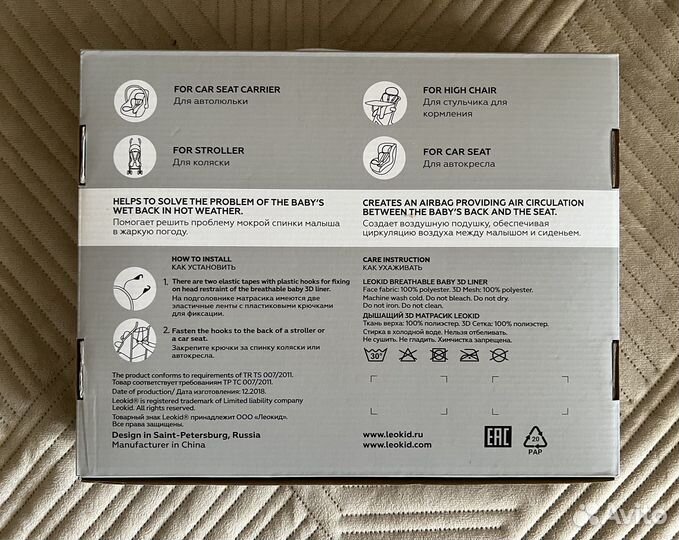 FOR CAR SEAT CARRIER
Для автолюльки
FOR HIGH CHAIR
Для стульчика для
кормления
FOR STROLLER
Для коляски
FOR CAR SEAT
Для автокресла
HELPS TO SOLVE THE PROBLEM OF THE BABY'S
WET BACK IN HOT WEATHER.
Помогает решить проблему мокрой спинки малыша
в жаркую погоду.
CREATES AN AIRBAG PROVIDING AIR CIRCULATION
BETWEEN THE BABY'S BACK AND THE SEAT.
Создает воздушную подушку, обеспечивая
циркуляцию воздуха между малышом и сиденьем.
HOW TO INSTALL
КАК УСТАНОВИТЬ
1. There are two elastic tapes with plastic hooks for fixing
on head restraint of the breathable baby 3D liner.
На подголовнике матрасика имеются две
эластичные ленты с пластиковыми крючками
для фиксации.
2. Fasten the hooks to the back of a stroller or
a car seat.
Закрепите крючки за спинку коляски или
автокресла.
CARE INSTRUCTION
КАК УХАЖИВАТЬ
LEOKID BREATHABLE BABY 3D LINER
Face fabric: 100% polyester. 3D Mesh: 100% polyester.
Machine wash cold. Do not bleach. Do not dry.
Do not iron. Do not clean.
ДЫШАЩИЙ 3D МАТРАСИК LEOKID
Ткань верха: 100% полиэстер. 3D Сетка: 100% полиэстер.
Стирка в холодной воде. Нельзя отбеливать.
Не сушить. Не гладить. Химчистка запрещена.
30°
The product conforms to requirements of TR TS 007/2011.
Товар соответствует требованиям ТР ТС 007/2011.
Date of production/ Дата изготовления: 12.2018.
Leokid® is registered trademark of Limited liability company
Leokid. All rights reserved.
Товарный знак Leokid® принадлежит ООО «Леокид».
Все права защищены.
Design in Saint-Petersburg, Russia
Manufacturer in China
www.leokid.ru
www.leokid.com
EAC
20
PAP
Avito